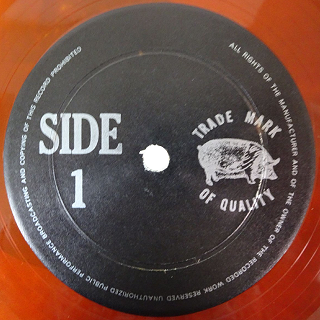 SIDE
1
TRADE MARK
OF QUALITY
ALL RIGHTS OF THE MANUFACTURER AND OF THE OWNER OF THE RECORDED WORK RESERVED UNAUTHORIZED PUBLIC PERFORMANCE BROADCASTING AND COPYING OF THIS RECORD PROHIBITED